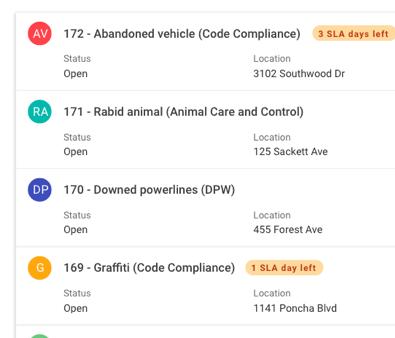 AV 172 - Abandoned vehicle (Code Compliance) 3 SLA days left
Status Location
Open 3102 Southwood Dr
RA 171 - Rabid animal (Animal Care and Control)
Status Location
Open 125 Sackett Ave
DP 170 - Downed powerlines (DPW)
Status Location
Open 455 Forest Ave
G 169 - Graffiti (Code Compliance) 1 SLA day left
Status Location
Open 1141 Poncha Blvd